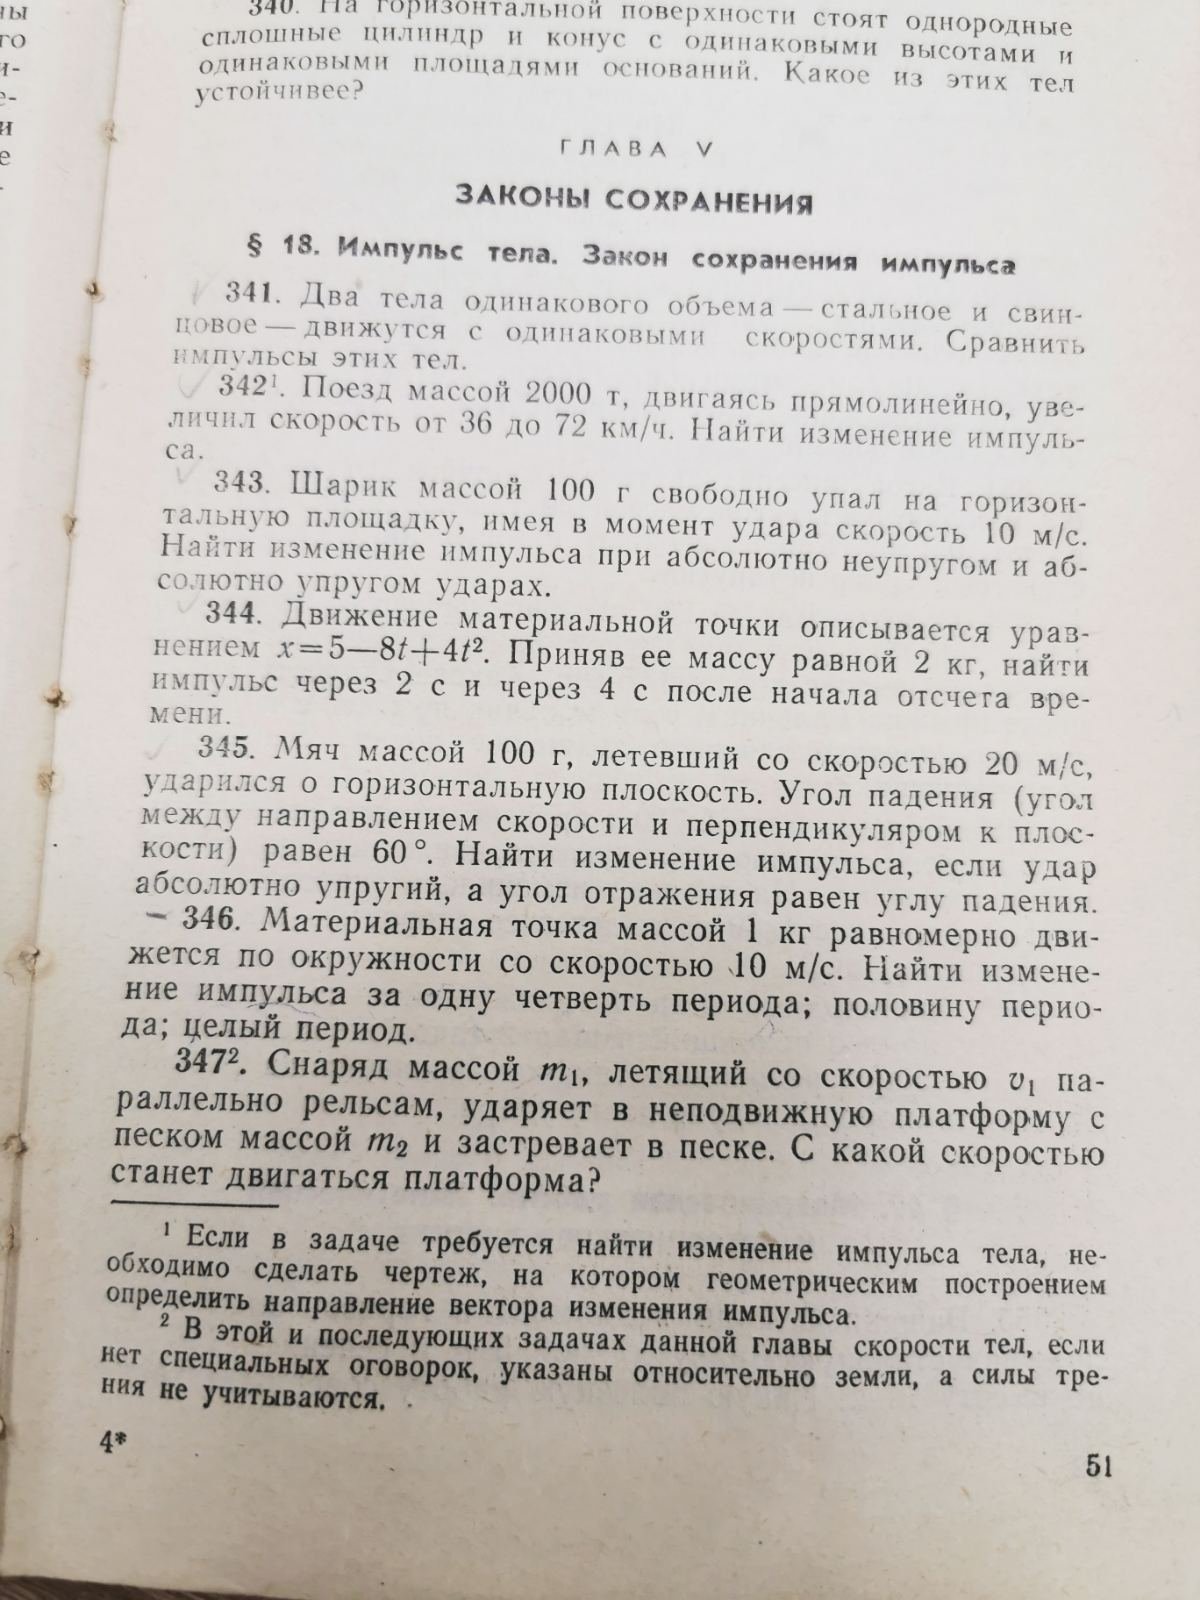 340. На горизонтальной поверхности стоят однородные
сплошные цилиндр и конус с одинаковыми высотами и
одинаковыми площадями оснований. Какое из этих тел
устойчивее?
ГЛАВА V
ЗАКОНЫ СОХРАНЕНИЯ
§ 18. Импульс тела. Закон сохранения импульса
341. Два тела одинакового объема — стальное и свин-
цовое — движутся с одинаковыми скоростями. Сравнить
импульсы этих тел.
342¹. Поезд массой 2000 т, двигаясь прямолинейно, уве-
личил скорость от 36 до 72 км/ч. Найти изменение импуль-
са.
343. Шарик массой 100 г свободно упал на горизон-
тальную площадку, имея в момент удара скорость 10 м/с.
Найти изменение импульса при абсолютно неупругом и аб-
солютно упругом ударах.
344. Движение материальной точки описывается урав-
нением x=5—8t+4t². Приняв ее массу равной 2 кг, найти
импульс через 2 с и через 4 с после начала отсчета вре-
мени.
345. Мяч массой 100 г, летевший со скоростью 20 м/с,
ударился о горизонтальную плоскость. Угол падения (угол
между направлением скорости и перпендикуляром к плос-
кости) равен 60°. Найти изменение импульса, если удар
абсолютно упругий, а угол отражения равен углу падения.
346. Материальная точка массой 1 кг равномерно дви-
жется по окружности со скоростью 10 м/с. Найти измене-
ние импульса за одну четверть периода; половину перио-
да; целый период.
347². Снаряд массой m₁, летящий со скоростью v₁ па-
раллельно рельсам, ударяет в неподвижную платформу с
песком массой m₂ и застревает в песке. С какой скоростью
станет двигаться платформа?
¹ Если в задаче требуется найти изменение импульса тела, не-
обходимо сделать чертеж, на котором геометрическим построением
определить направление вектора изменения импульса.
² В этой и последующих задачах данной главы скорости тел, если
нет специальных оговорок, указаны относительно земли, а силы тре-
ния не учитываются.
4*
51